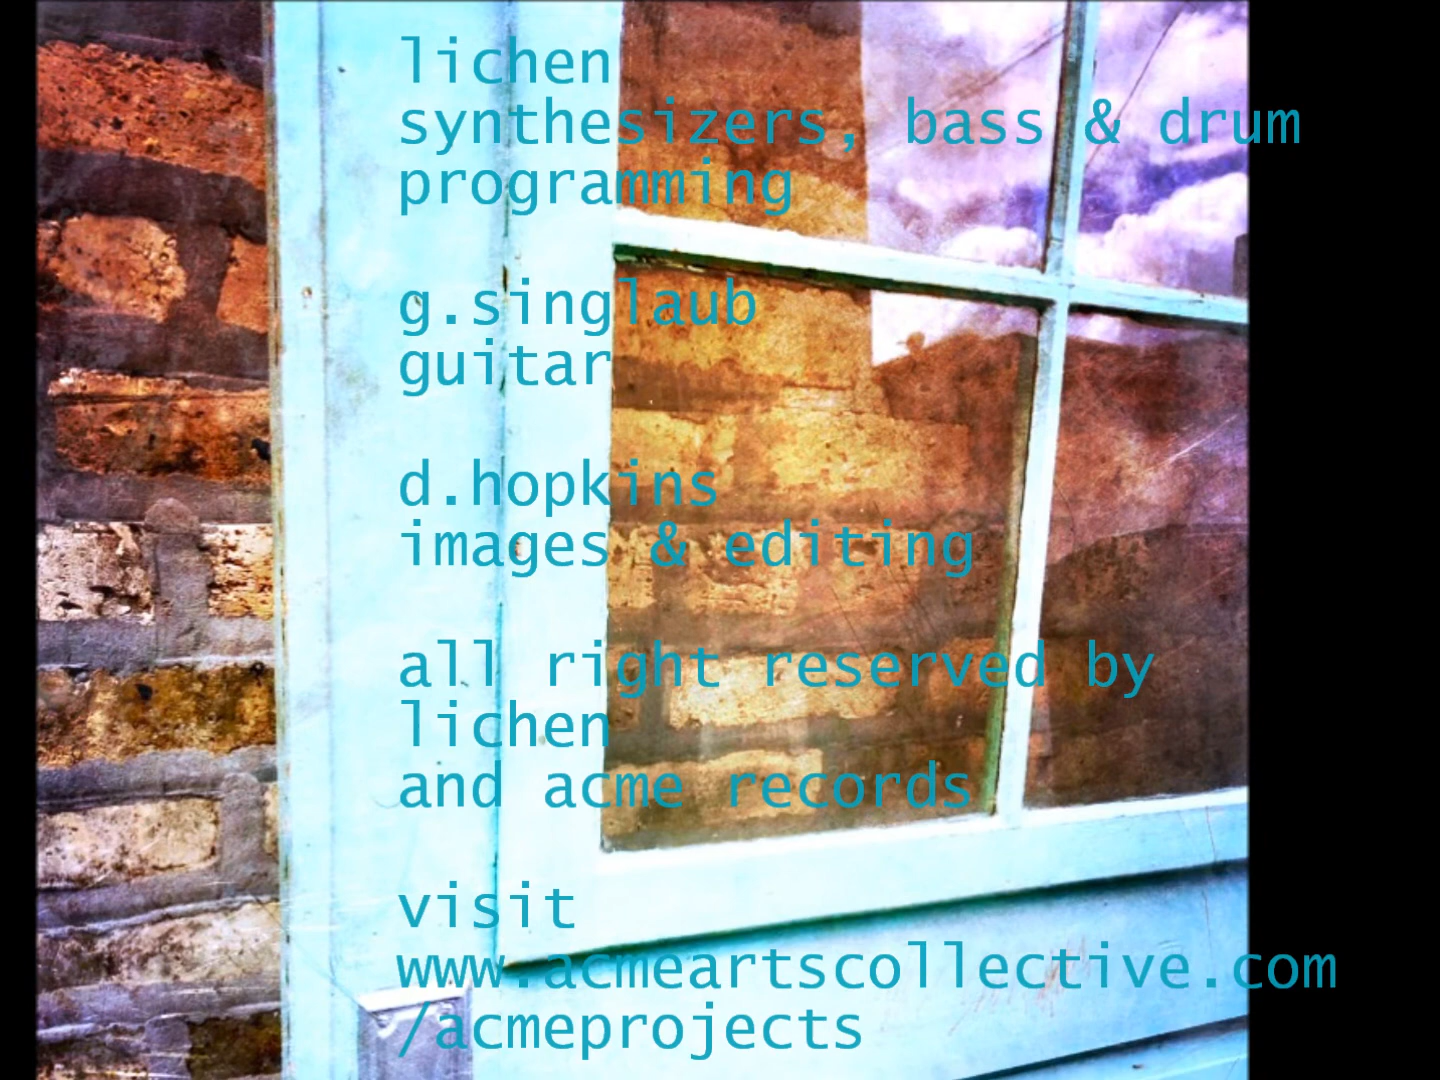 lichen
synthesizers, bass & drum
programming
g.singlaub
guitar
d.hopkins
images & editing
all right reserved by
lichen
and acme records
visit
www.acmeartscollective.com
/acmeprojects